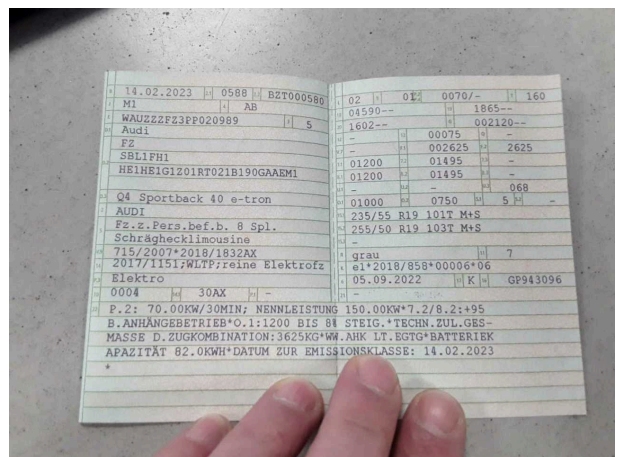 14.02.2023 0588 BZT000580
M1 AB
WAUZZZFZ3PP020989 5
Audi
FZ
SBL1FH1
HE1HE1G1Z01RT021B190GAAEM1
Q4 Sportback 40 e-tron
AUDI
Fz.z.Pers.bef.b. 8 Spl.
Schräghecklimousine
715/2007*2018/1832AX
2017/1151;WLTP;reine Elektrofz
Elektro
0004 30AX -
02 01 0070/- 160
04590-- 1865--
1602-- 002120--
- 00075 -
- 002625 2625
01200 01495 -
01200 01495 -
- - 068
01000 0750 5 -
235/55 R19 101T M+S
255/50 R19 103T M+S
-
grau 7
e1*2018/858*00006*06
05.09.2022 K GP943096
-
P.2: 70.00KW/30MIN; NENNLEISTUNG 150.00KW*7.2/8.2:+95
B.ANHÄNGEBETRIEB*O.1:1200 BIS 8% STEIG.*TECHN.ZUL.GES-
MASSE D.ZUGKOMBINATION:3625KG*WW.AHK LT.EGTG*BATTERIEK
APAZITÄT 82.0KWH*DATUM ZUR EMISSIONSKLASSE: 14.02.2023
*